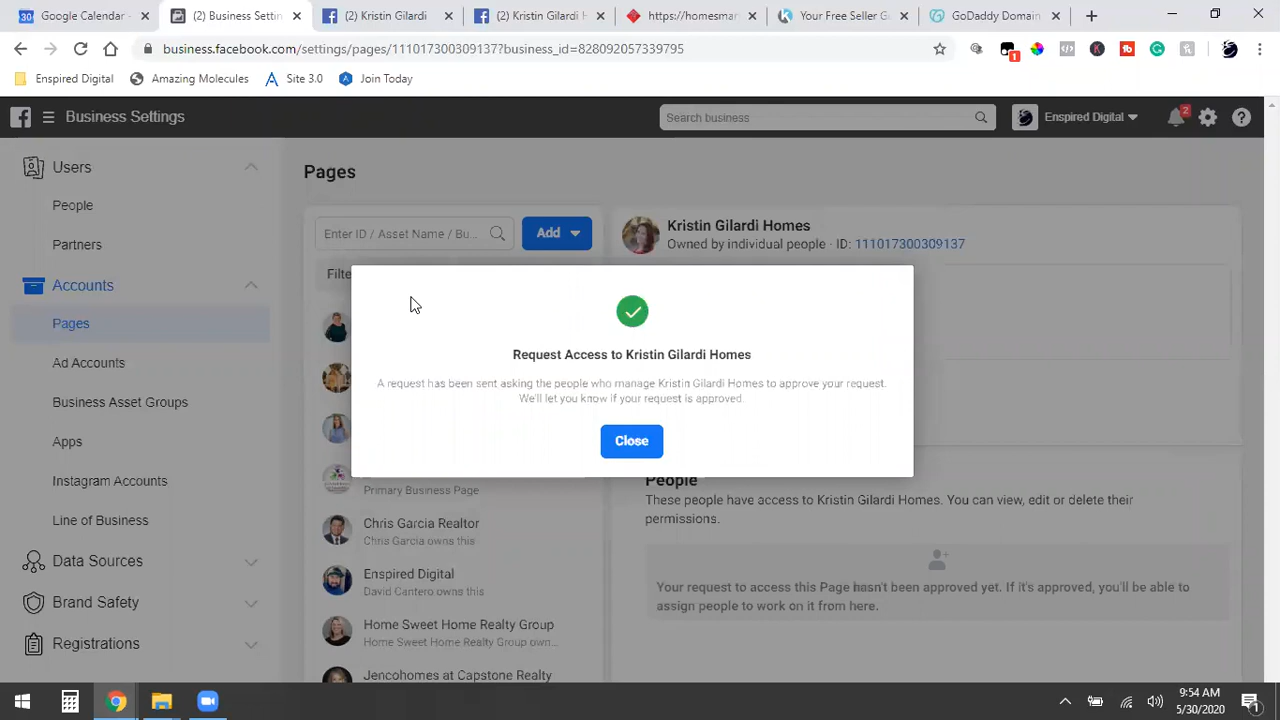 Google Calendar -
(2) Business Settin
(2) Kristin Gilardi
(2) Kristin Gilardi H
https://homesmar
Your Free Seller Gu
GoDaddy Domain
business.facebook.com/settings/pages/111017300309137?business_id=828092057339795
Enspired Digital
Amazing Molecules
Site 3.0
Join Today
Business Settings
Search business
Enspired Digital
2
Users
People
Partners
Accounts
Pages
Ad Accounts
Business Asset Groups
Apps
Instagram Accounts
Line of Business
Data Sources
Brand Safety
Registrations
Pages
Enter ID / Asset Name / Bu...
Add
Filte
Primary Business Page
Chris Garcia Realtor
Chris Garcia owns this
Enspired Digital
David Cantero owns this
Home Sweet Home Realty Group
Home Sweet Home Realty Group own...
Jencohomes at Capstone Realty
Kristin Gilardi Homes
Owned by individual people · ID: 111017300309137
Request Access to Kristin Gilardi Homes
A request has been sent asking the people who manage Kristin Gilardi Homes to approve your request.
We'll let you know if your request is approved.
Close
People
These people have access to Kristin Gilardi Homes. You can view, edit or delete their
permissions.
Your request to access this Page hasn't been approved yet. If it's approved, you'll be able to
assign people to work on it from here.
9:54 AM
5/30/2020